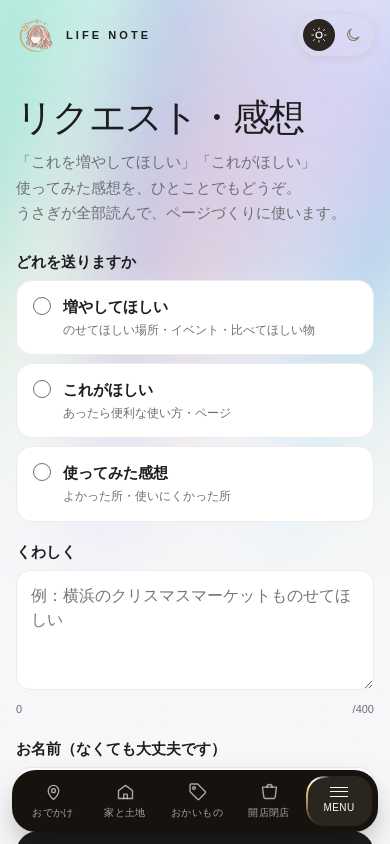 LIFE NOTE
リクエスト・感想
「これを増やしてほしい」「これがほしい」
使ってみた感想を、ひとことでもどうぞ。
うさぎが全部読んで、ページづくりに使います。
どれを送りますか
増やしてほしい
のせてほしい場所・イベント・比べてほしい物
これがほしい
あったら便利な使い方・ページ
使ってみた感想
よかった所・使いにくかった所
くわしく
例：横浜のクリスマスマーケットものせてほ
しい
0 /400
お名前（なくても大丈夫です）
おでかけ 家と土地 おかいもの 開店閉店 MENU